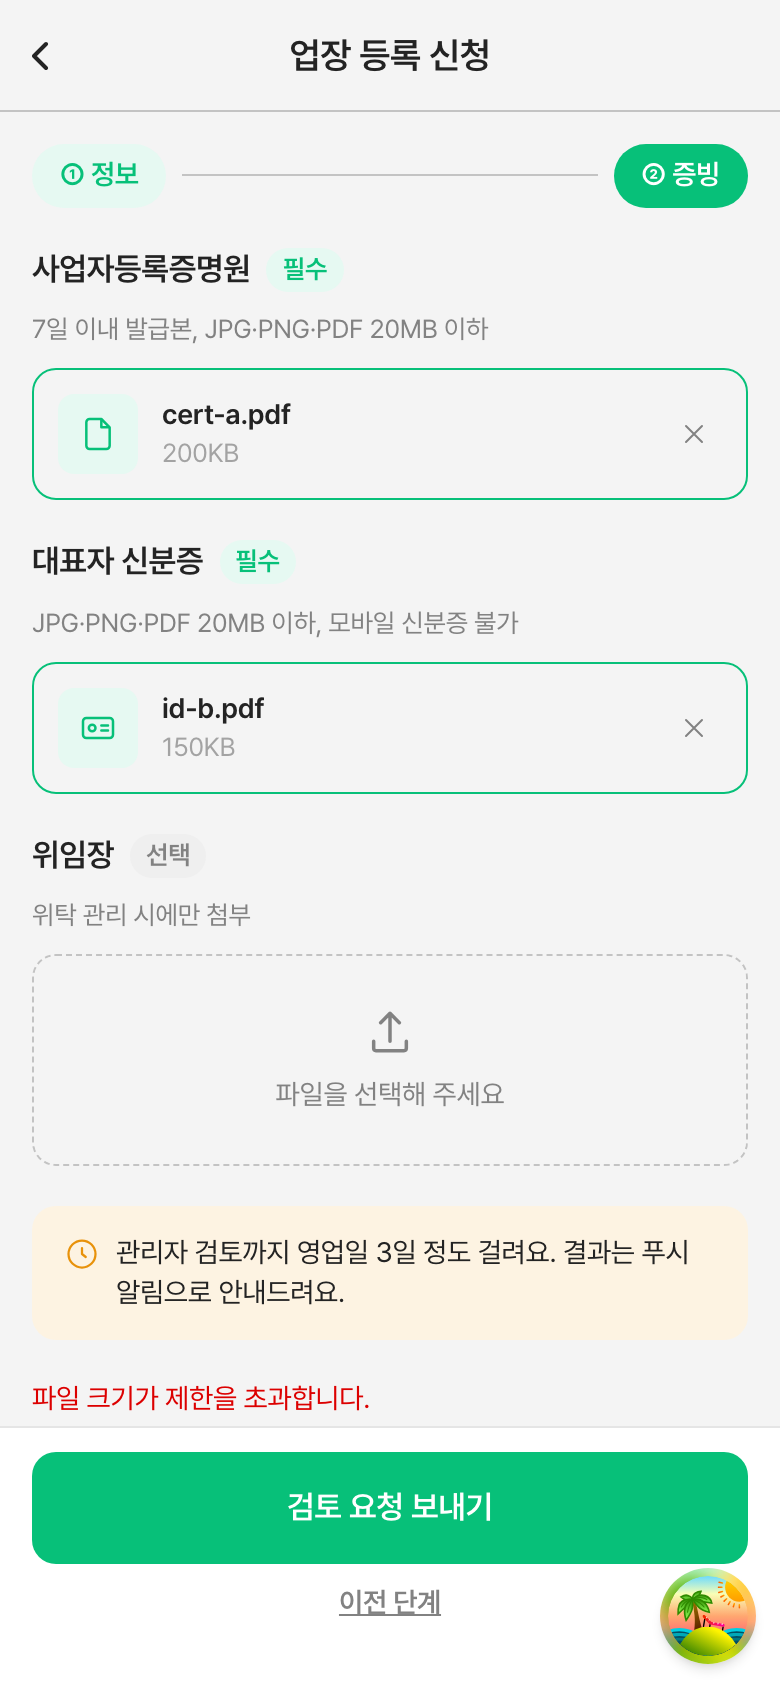 업장 등록 신청
① 정보
② 증빙
사업자등록증명원 필수
7일 이내 발급본, JPG·PNG·PDF 20MB 이하
cert-a.pdf
200KB
대표자 신분증 필수
JPG·PNG·PDF 20MB 이하, 모바일 신분증 불가
id-b.pdf
150KB
위임장 선택
위탁 관리 시에만 첨부
파일을 선택해 주세요
관리자 검토까지 영업일 3일 정도 걸려요. 결과는 푸시
알림으로 안내드려요.
파일 크기가 제한을 초과합니다.
검토 요청 보내기
이전 단계